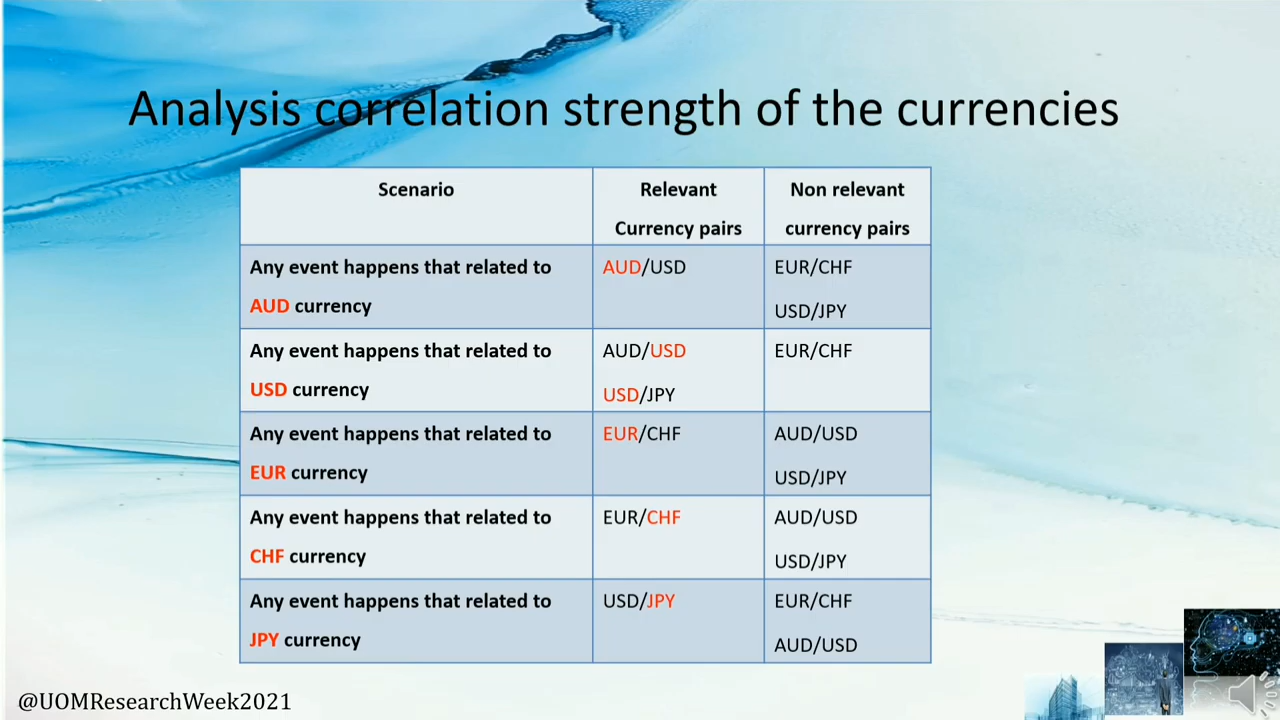 Analysis correlation strength of the currencies
Scenario
Relevant
Currency pairs
Non relevant
currency pairs
Any event happens that related to
AUD currency
AUD/USD
EUR/CHF
USD/JPY
Any event happens that related to
USD currency
AUD/USD
USD/JPY
EUR/CHF
Any event happens that related to
EUR currency
EUR/CHF
AUD/USD
USD/JPY
Any event happens that related to
CHF currency
EUR/CHF
AUD/USD
USD/JPY
Any event happens that related to
JPY currency
USD/JPY
EUR/CHF
AUD/USD
@UOMResearchWeek2021